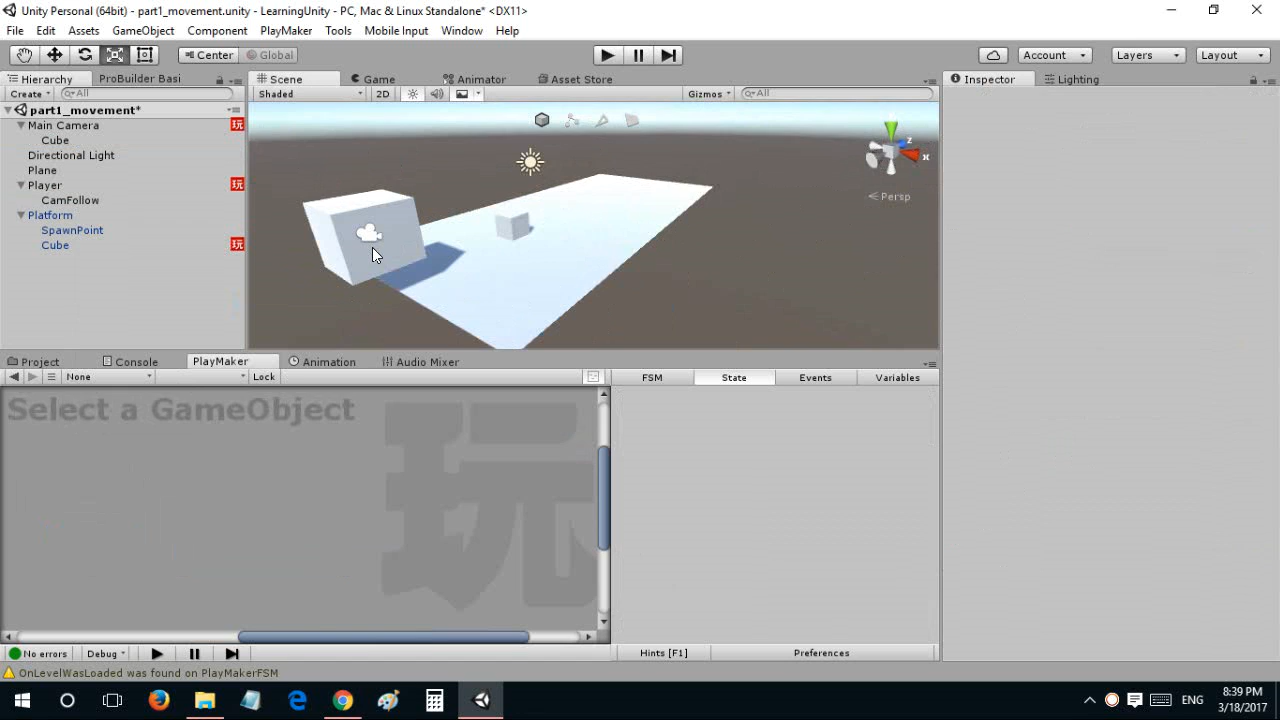 Unity Personal (64bit) - part1_movement.unity - LearningUnity - PC, Mac & Linux Standalone* <DX11>
File Edit Assets GameObject Component PlayMaker Tools Mobile Input Window Help
Center Global Account Layers Layout
Hierarchy ProBuilder Basi Scene Game Animator Asset Store Inspector Lighting
Create All Shaded 2D Gizmos All
part1_movement*
Main Camera 玩
Cube
Directional Light
Plane
Player 玩
CamFollow
Platform
SpawnPoint
Cube 玩
y
z
x
Persp
Project Console PlayMaker Animation Audio Mixer
None Lock FSM State Events Variables
Select a GameObject
玩
No errors Debug Hints [F1] Preferences
OnLevelWasLoaded was found on PlayMakerFSM
ENG
8:39 PM
3/18/2017